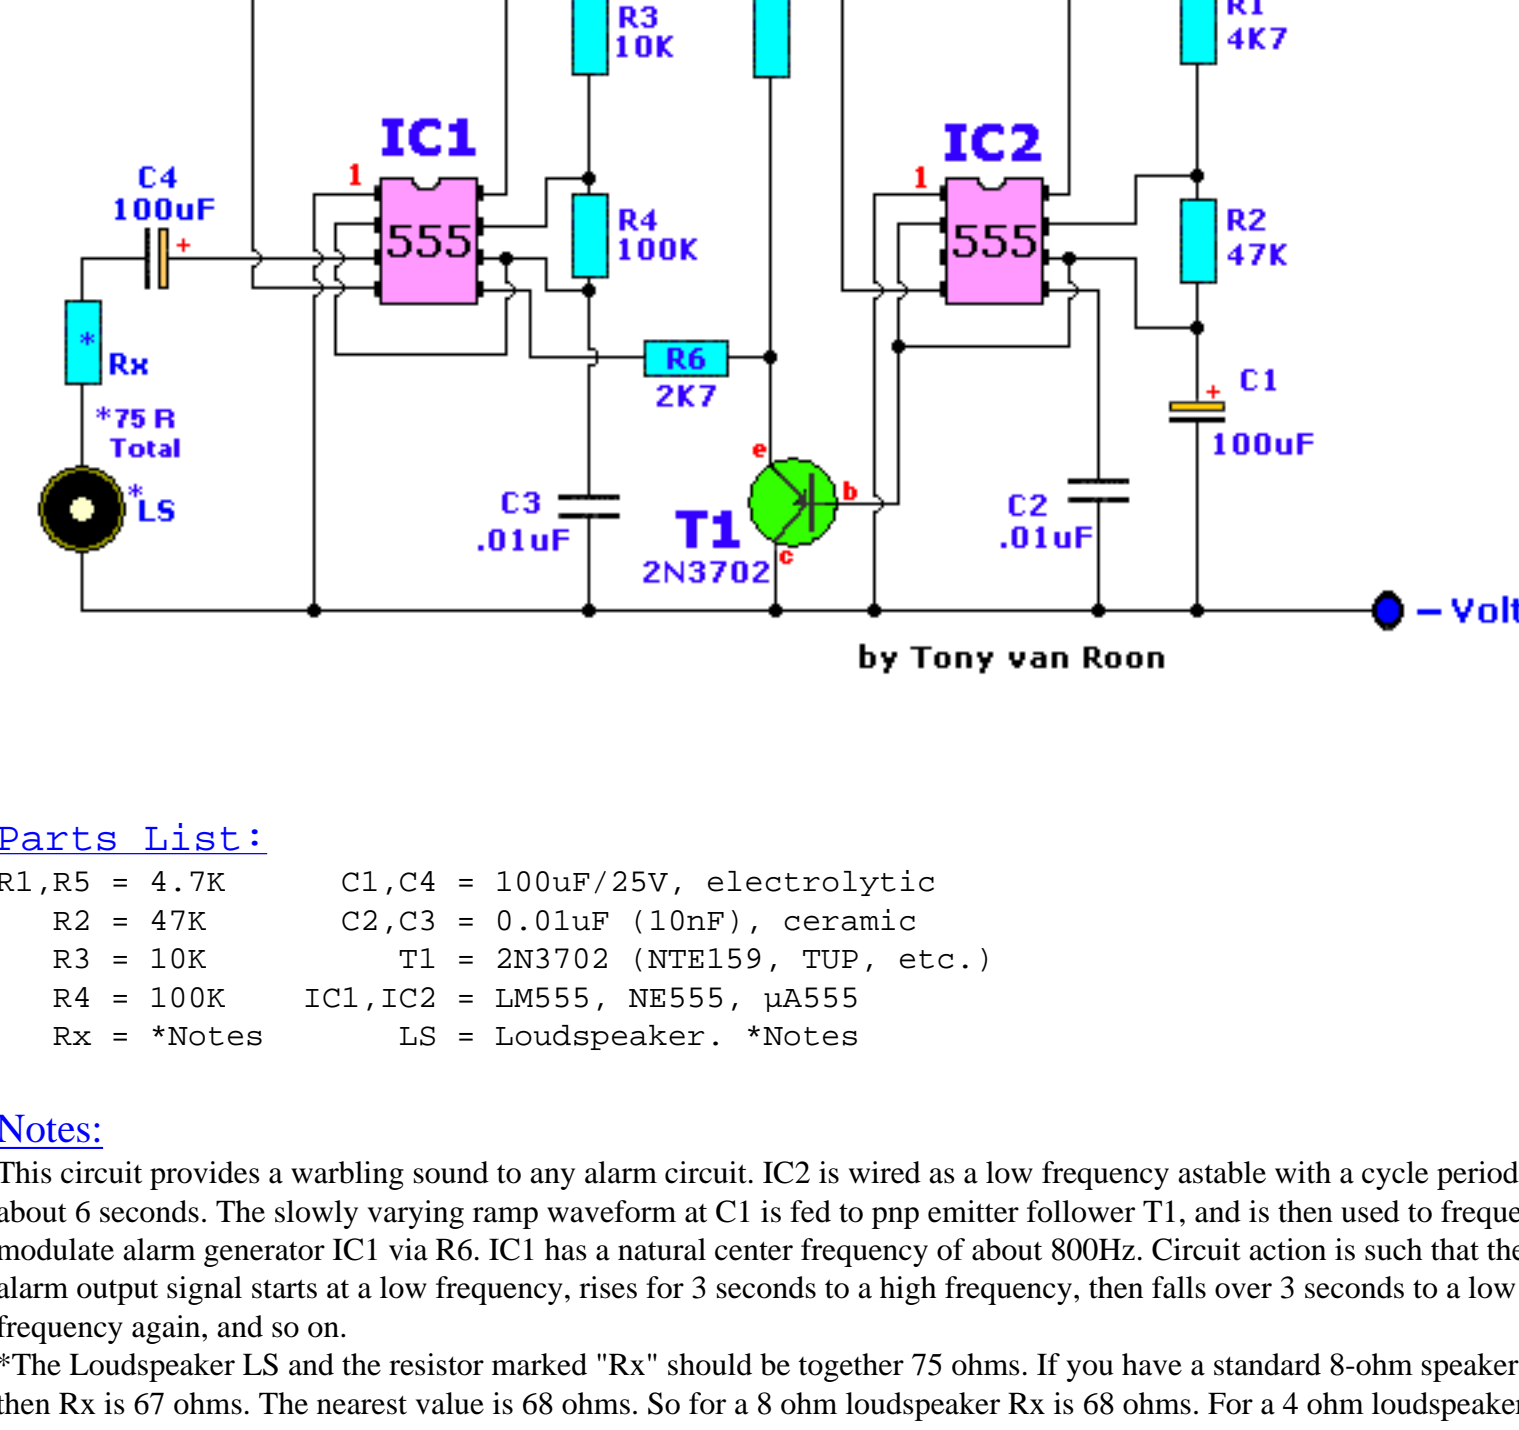 R3
10K
R1
4K7
IC1
IC2
C4
100uF
1
1
+
555
555
R4
100K
R2
47K
*
Rx
R6
2K7
C1
+
100uF
*75 R
Total
*
LS
e
b
c
C3
.01uF
T1
2N3702
C2
.01uF
– Volt
by Tony van Roon
Parts List:
R1,R5 = 4.7K C1,C4 = 100uF/25V, electrolytic
R2 = 47K C2,C3 = 0.01uF (10nF), ceramic
R3 = 10K T1 = 2N3702 (NTE159, TUP, etc.)
R4 = 100K IC1,IC2 = LM555, NE555, µA555
Rx = *Notes LS = Loudspeaker. *Notes
Notes:
This circuit provides a warbling sound to any alarm circuit. IC2 is wired as a low frequency astable with a cycle period
about 6 seconds. The slowly varying ramp waveform at C1 is fed to pnp emitter follower T1, and is then used to freque
modulate alarm generator IC1 via R6. IC1 has a natural center frequency of about 800Hz. Circuit action is such that the
alarm output signal starts at a low frequency, rises for 3 seconds to a high frequency, then falls over 3 seconds to a low
frequency again, and so on.
*The Loudspeaker LS and the resistor marked "Rx" should be together 75 ohms. If you have a standard 8-ohm speaker
then Rx is 67 ohms. The nearest value is 68 ohms. So for a 8 ohm loudspeaker Rx is 68 ohms. For a 4 ohm loudspeaker